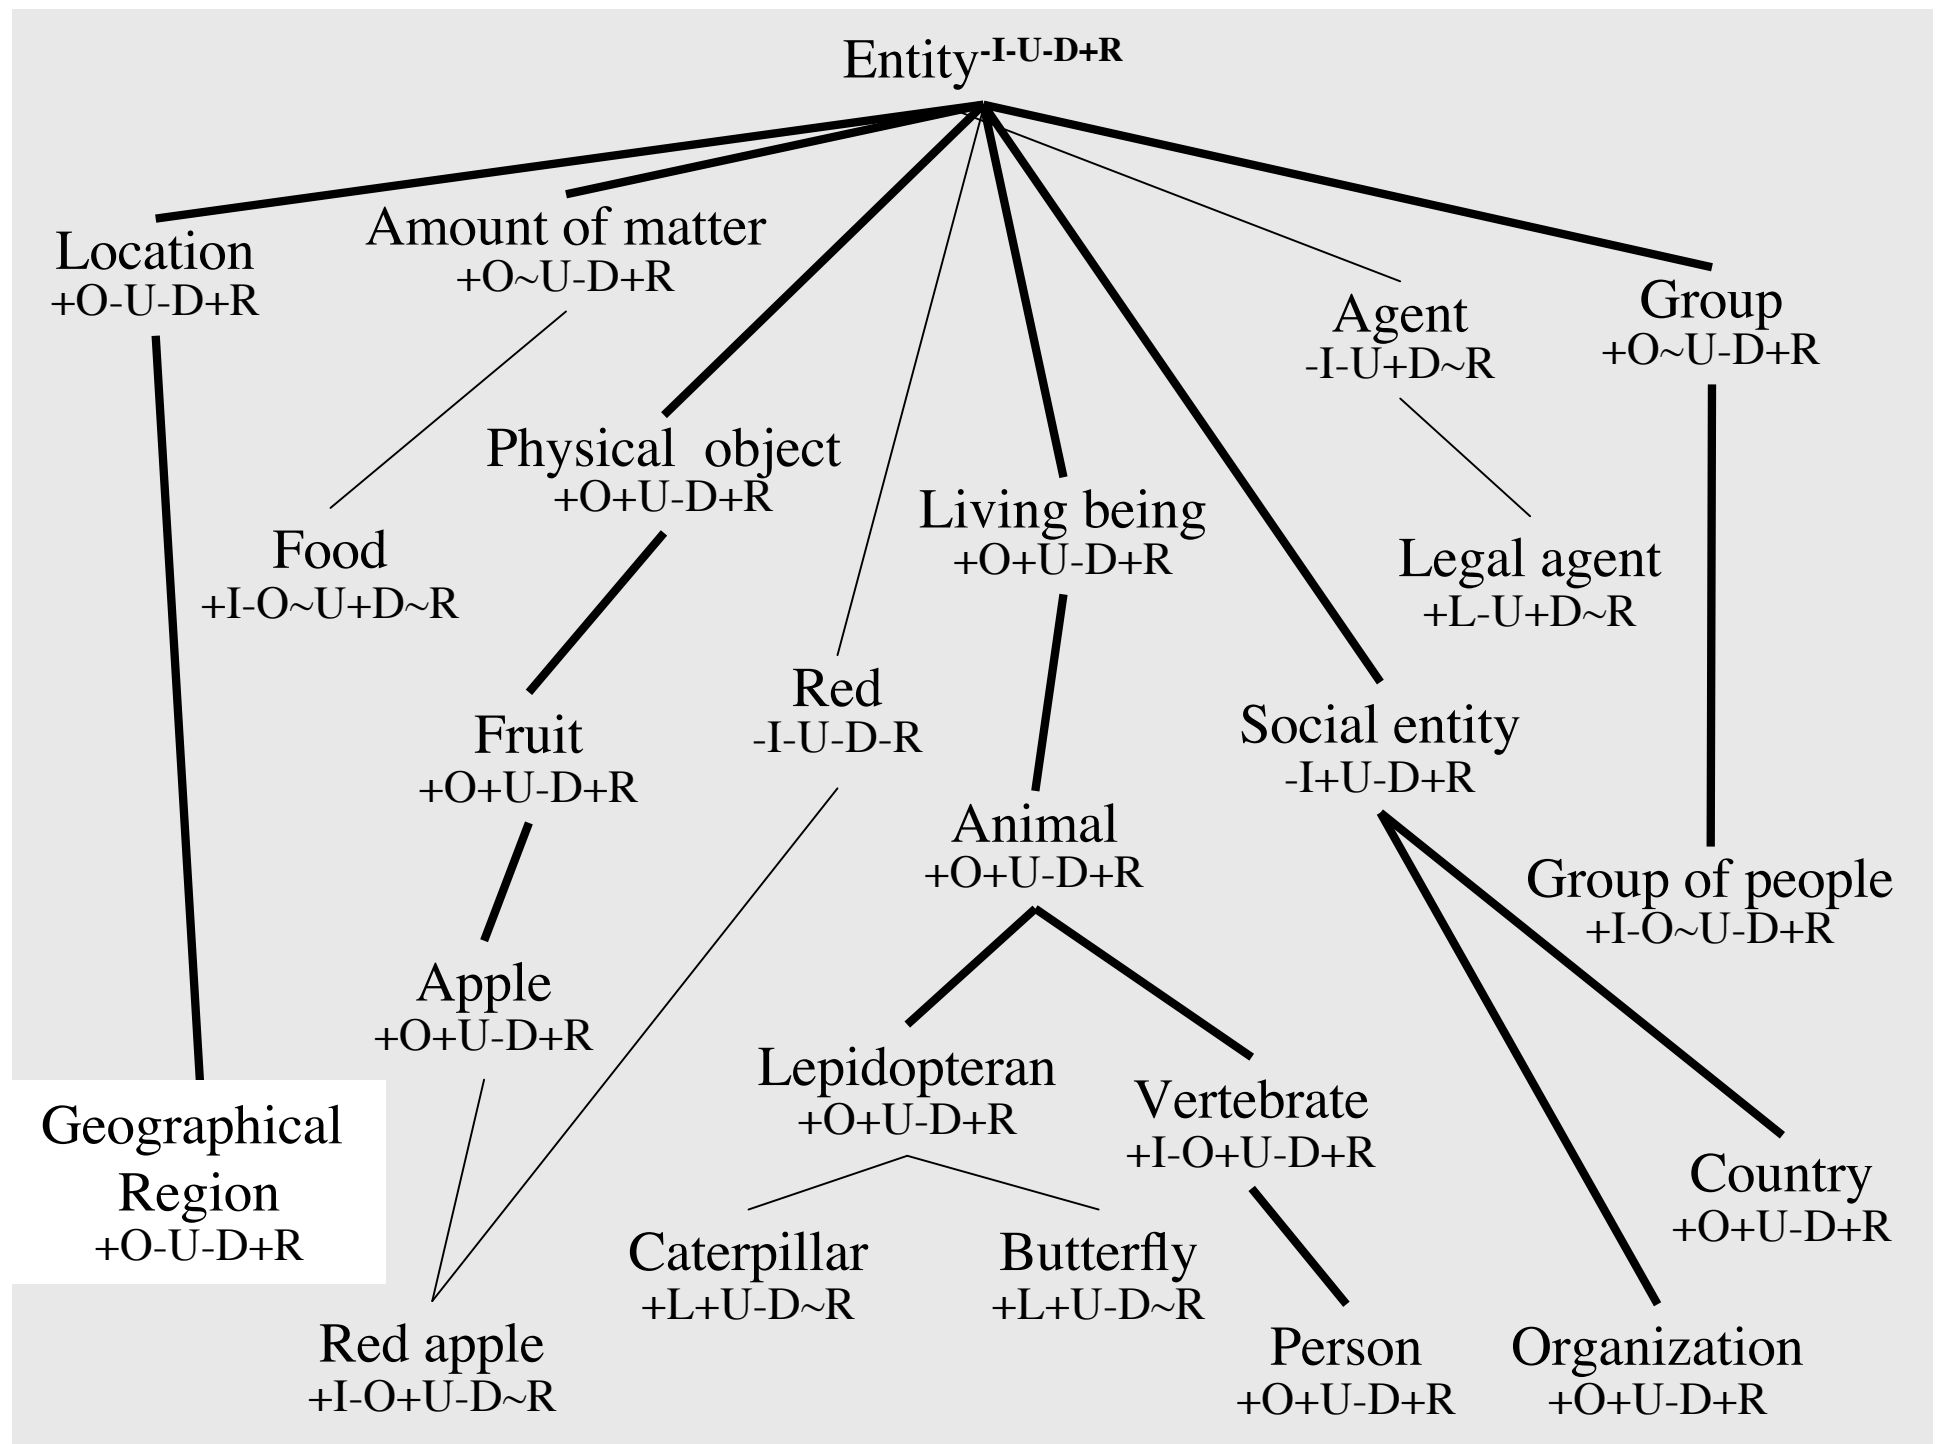 Entity-I-U-D+R
Location
+O-U-D+R
Amount of matter
+O~U-D+R
Agent
-I-U+D~R
Group
+O~U-D+R
Physical object
+O+U-D+R
Living being
+O+U-D+R
Food
+I-O~U+D~R
Legal agent
+L-U+D~R
Fruit
+O+U-D+R
Red
-I-U-D-R
Social entity
-I+U-D+R
Animal
+O+U-D+R
Group of people
+I-O~U-D+R
Apple
+O+U-D+R
Lepidopteran
+O+U-D+R
Vertebrate
+I-O+U-D+R
Geographical
Region
+O-U-D+R
Country
+O+U-D+R
Caterpillar
+L+U-D~R
Butterfly
+L+U-D~R
Red apple
+I-O+U-D~R
Person
+O+U-D+R
Organization
+O+U-D+R